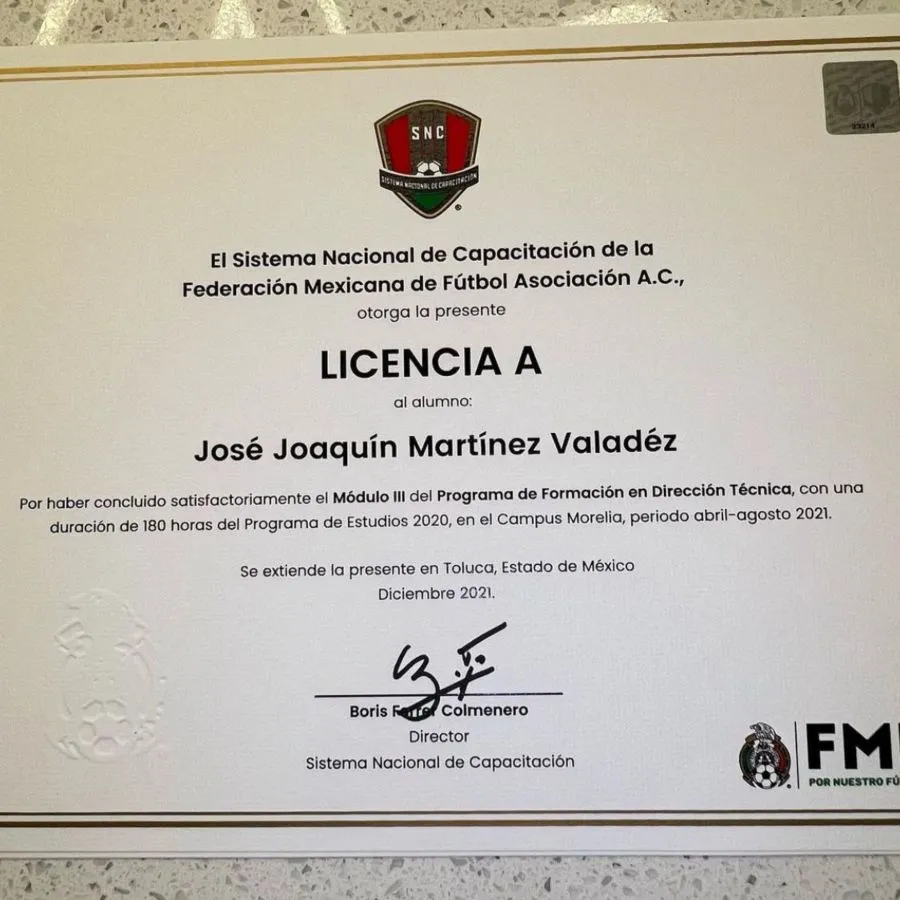 SNC
SISTEMA NACIONAL DE CAPACITACIÓN
El Sistema Nacional de Capacitación de la
Federación Mexicana de Fútbol Asociación A.C.,
otorga la presente
LICENCIA A
al alumno:
José Joaquín Martínez Valadéz
Por haber concluido satisfactoriamente el Módulo III del Programa de Formación en Dirección Técnica, con una
duración de 180 horas del Programa de Estudios 2020, en el Campus Morelia, periodo abril-agosto 2021.
Se extiende la presente en Toluca, Estado de México
Diciembre 2021.
Boris Ferrer Colmenero
Director
Sistema Nacional de Capacitación
FM
POR NUESTRO FÚ